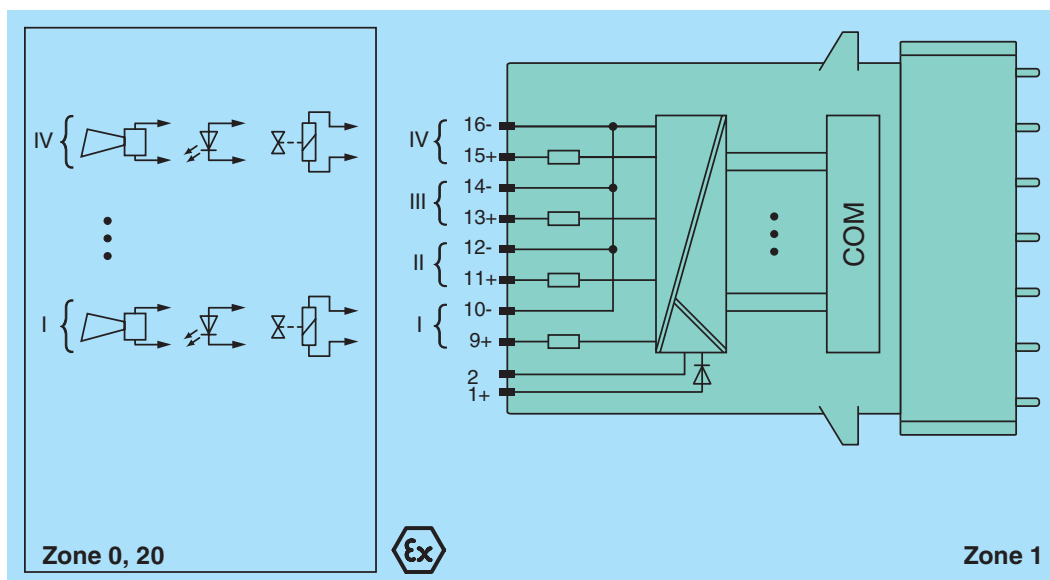 IV
I
Zone 0, 20
IV
16-
15+
III
14-
13+
II
12-
11+
I
10-
9+
2
1+
COM
Ex
Zone 1